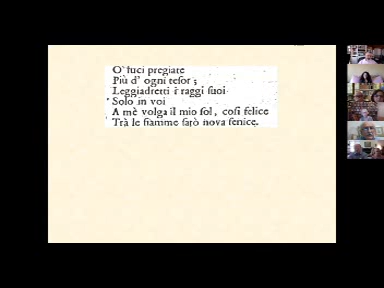 O' luci pregiate
Più d' ogni tesor ;
Leggiadretti i raggi suoi
Solo in voi
A mè volga il mio sol, così felice
Trà le fiamme sarò nova fenice.